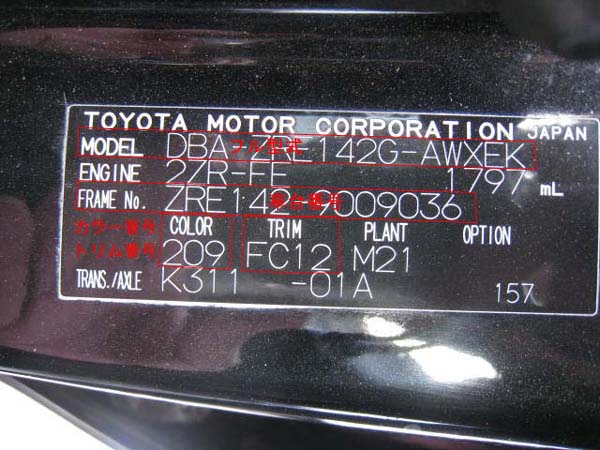 TOYOTA MOTOR CORPORATION JAPAN
MODEL DBA-ZRE142G-AWXEK
フル型式
ENGINE 2ZR-FE 1797 mL
FRAME No. ZRE142-9009036
車台番号
カラー番号 COLOR TRIM PLANT OPTION
トリム番号 209 FC12 M21
TRANS./AXLE K311 -01A 157